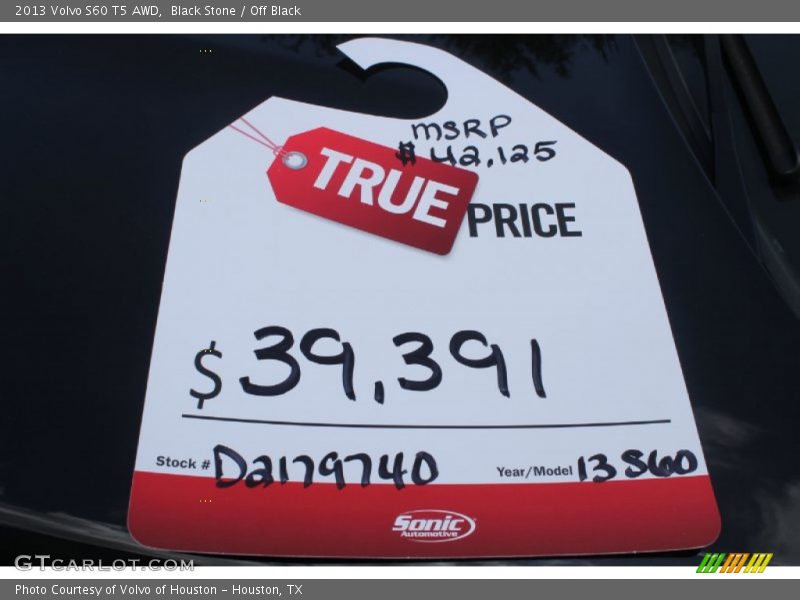 2013 Volvo S60 T5 AWD,  Black Stone / Off Black
MSRP
$ 42,125
TRUE
PRICE
$ 39,391
Stock # D2179740 Year/Model 13 S60
Sonic
Automotive
GTcarlot.com
Photo Courtesy of Volvo of Houston - Houston, TX